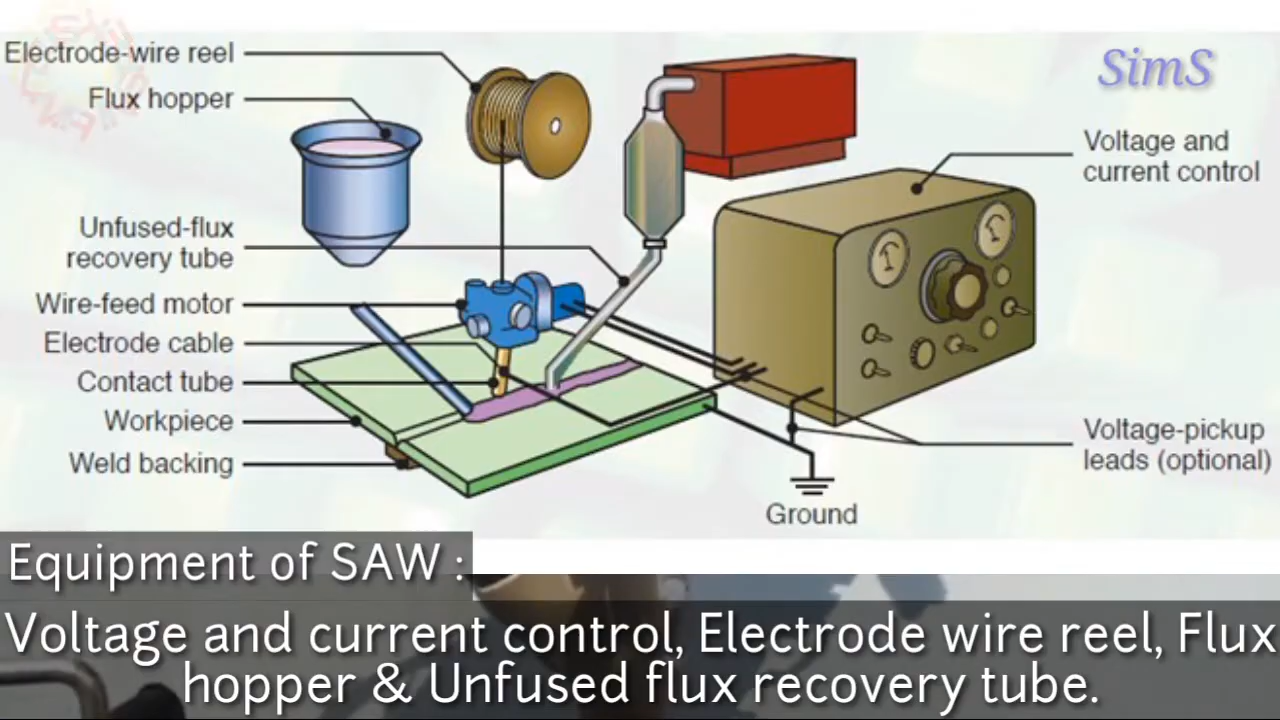 Electrode-wire reel
Flux hopper
SimS
Voltage and
current control
Unfused-flux
recovery tube
Wire-feed motor
Electrode cable
Contact tube
Workpiece
Weld backing
Voltage-pickup
leads (optional)
Ground
Equipment of SAW :
Voltage and current control, Electrode wire reel, Flux
hopper & Unfused flux recovery tube.